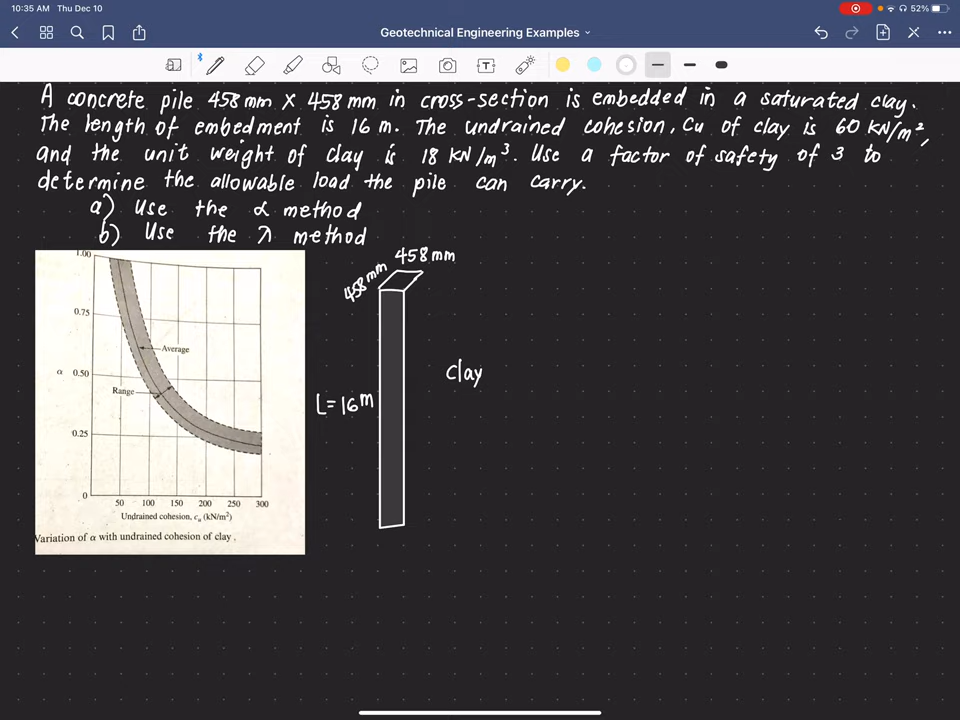 10:35 AM Thu Dec 10
52%
Geotechnical Engineering Examples
A concrete pile 458 mm X 458 mm in cross-section is embedded in a saturated clay.
The length of embedment is 16 m. The undrained cohesion, Cu of clay is 60 KN/m²,
and the unit weight of clay is 18 KN/m³. Use a factor of safety of 3 to
determine the allowable load the pile can carry.
a) Use the α method
b) Use the λ method
1.00
0.75
α 0.50
0.25
0
Average
Range
50 100 150 200 250 300
Undrained cohesion, cu (kN/m²)
Variation of α with undrained cohesion of clay.
458 mm
458 mm
L=16m
clay